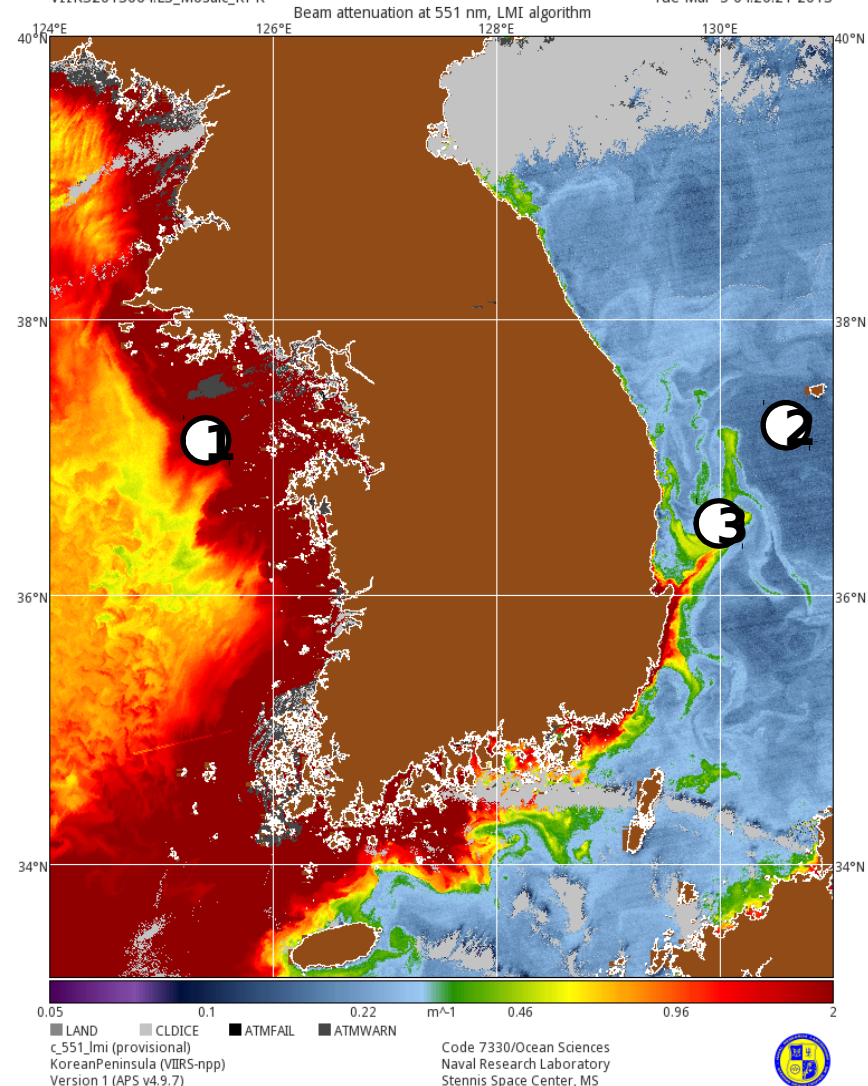 Beam attenuation at 551 nm, LMI algorithm
124°E 126°E 128°E 130°E
40°N 40°N
38°N 38°N
1 2
3
36°N 36°N
34°N 34°N
0.05 0.1 0.22 m^-1 0.46 0.96 2
LAND CLDICE ATMFAIL ATMWARN
c_551_lmi (provisional) Code 7330/Ocean Sciences
KoreanPeninsula (VIIRS-npp) Naval Research Laboratory
Version 1 (APS v4.9.7) Stennis Space Center, MS